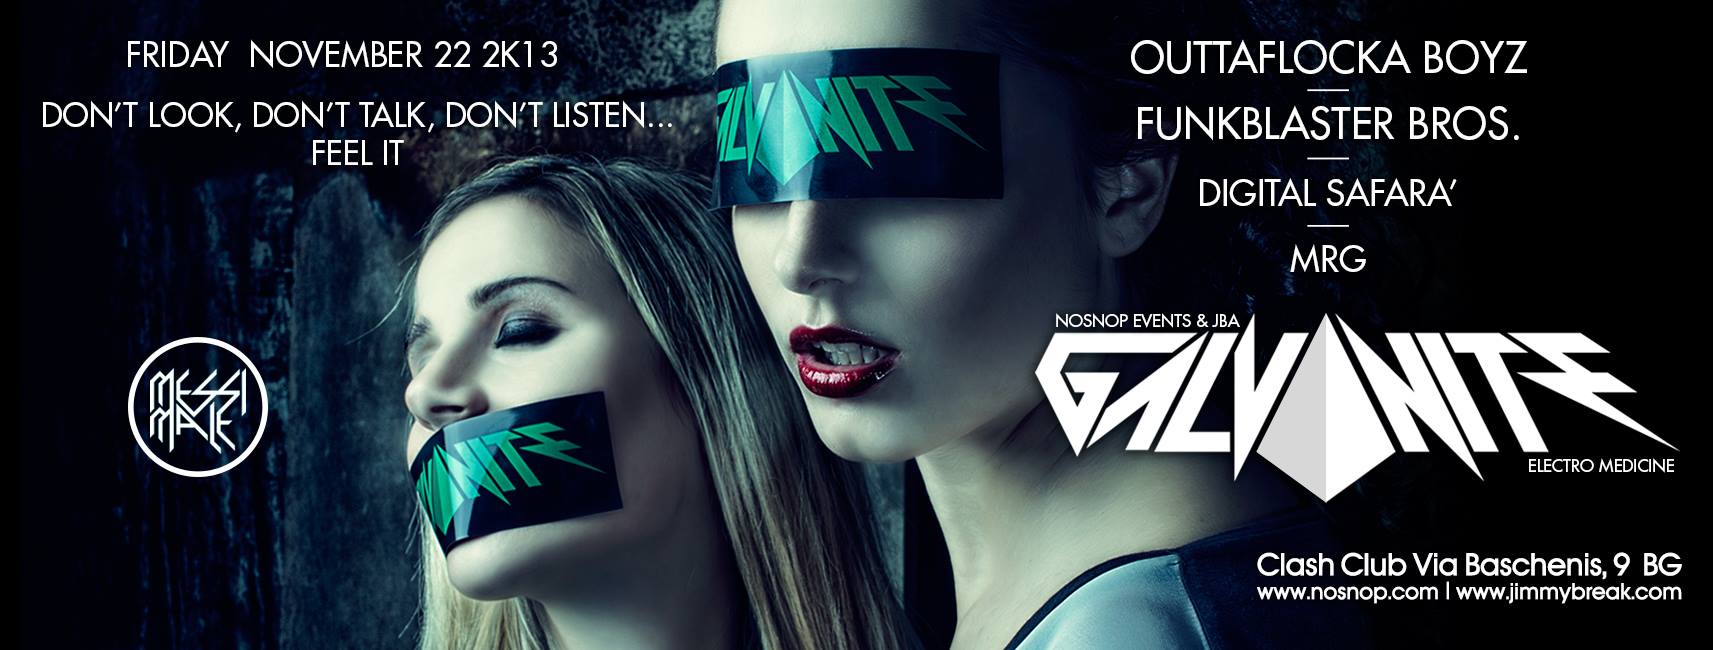 FRIDAY NOVEMBER 22 2K13
DON'T LOOK, DON'T TALK, DON'T LISTEN...
FEEL IT
MESSI
MALE
GALVANITE
VANITE
OUTTAFLOCKA BOYZ
FUNKBLASTER BROS.
DIGITAL SAFARA'
MRG
NOSNOP EVENTS & JBA
GALVANITE
ELECTRO MEDICINE
Clash Club Via Baschenis, 9 BG
www.nosnop.com | www.jimmybreak.com